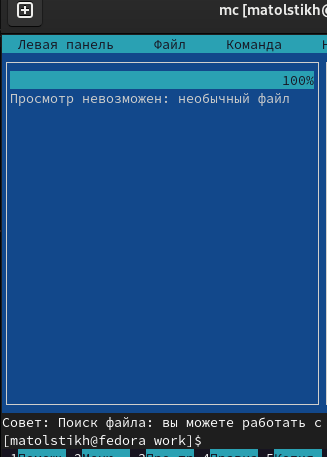 mc [matolstikh@
Левая панель Файл Команда
100%
Просмотр невозможен: необычный файл
Совет: Поиск файла: вы можете работать с
[matolstikh@fedora work]$